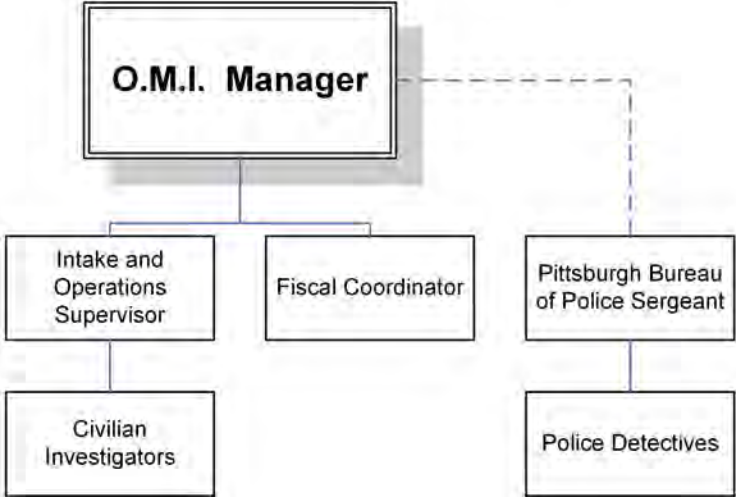 O.M.I. Manager
Intake and
Operations
Supervisor
Fiscal Coordinator
Pittsburgh Bureau
of Police Sergeant
Civilian
Investigators
Police Detectives